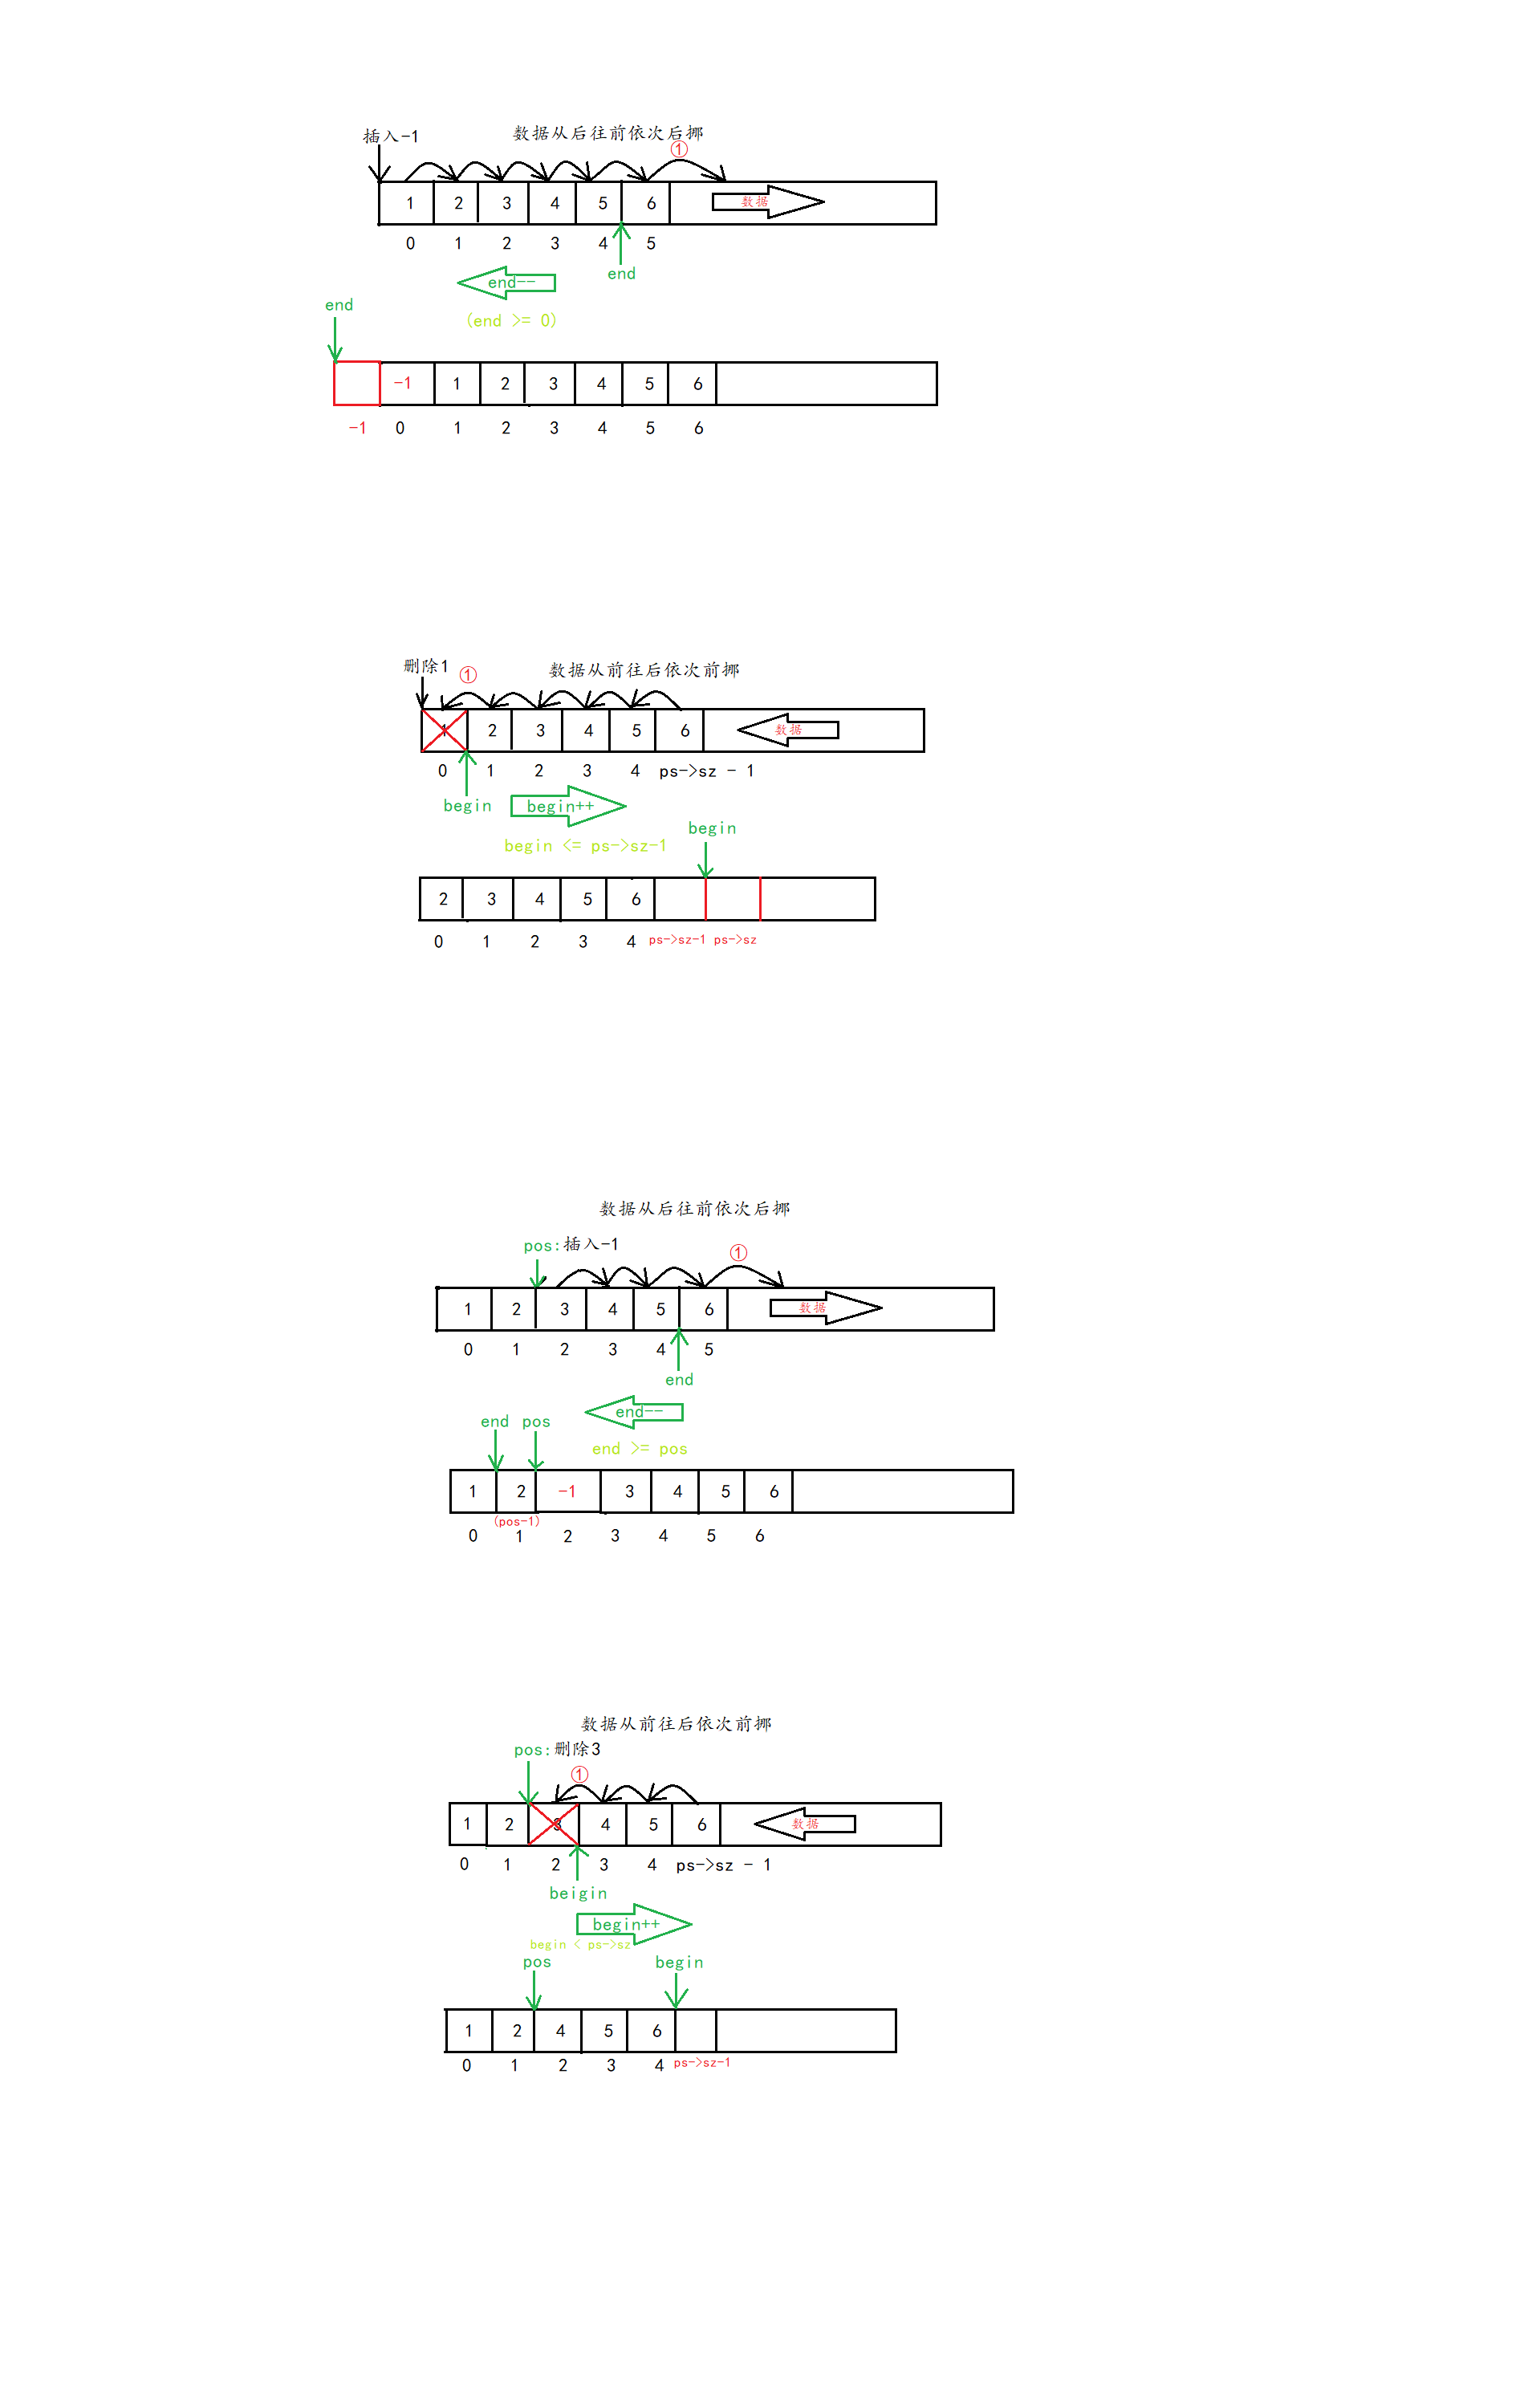 插入-1
数据从后往前依次后挪
①
1 2 3 4 5 6 数据
0 1 2 3 4 5
end
end--
end
(end >= 0)
-1 1 2 3 4 5 6
-1 0 1 2 3 4 5 6
删除1
数据从前往后依次前挪
①
1 2 3 4 5 6 数据
0 1 2 3 4 ps->sz - 1
begin
begin++
begin
begin <= ps->sz-1
2 3 4 5 6
0 1 2 3 4 ps->sz-1 ps->sz
数据从后往前依次后挪
pos:插入-1
①
1 2 3 4 5 6 数据
0 1 2 3 4 5
end
end--
end pos
end >= pos
1 2 -1 3 4 5 6
(pos-1)
0 1 2 3 4 5 6
数据从前往后依次前挪
pos:删除3
①
1 2 3 4 5 6 数据
0 1 2 3 4 ps->sz - 1
beigin
begin++
begin < ps->sz
pos begin
1 2 4 5 6
0 1 2 3 4 ps->sz-1